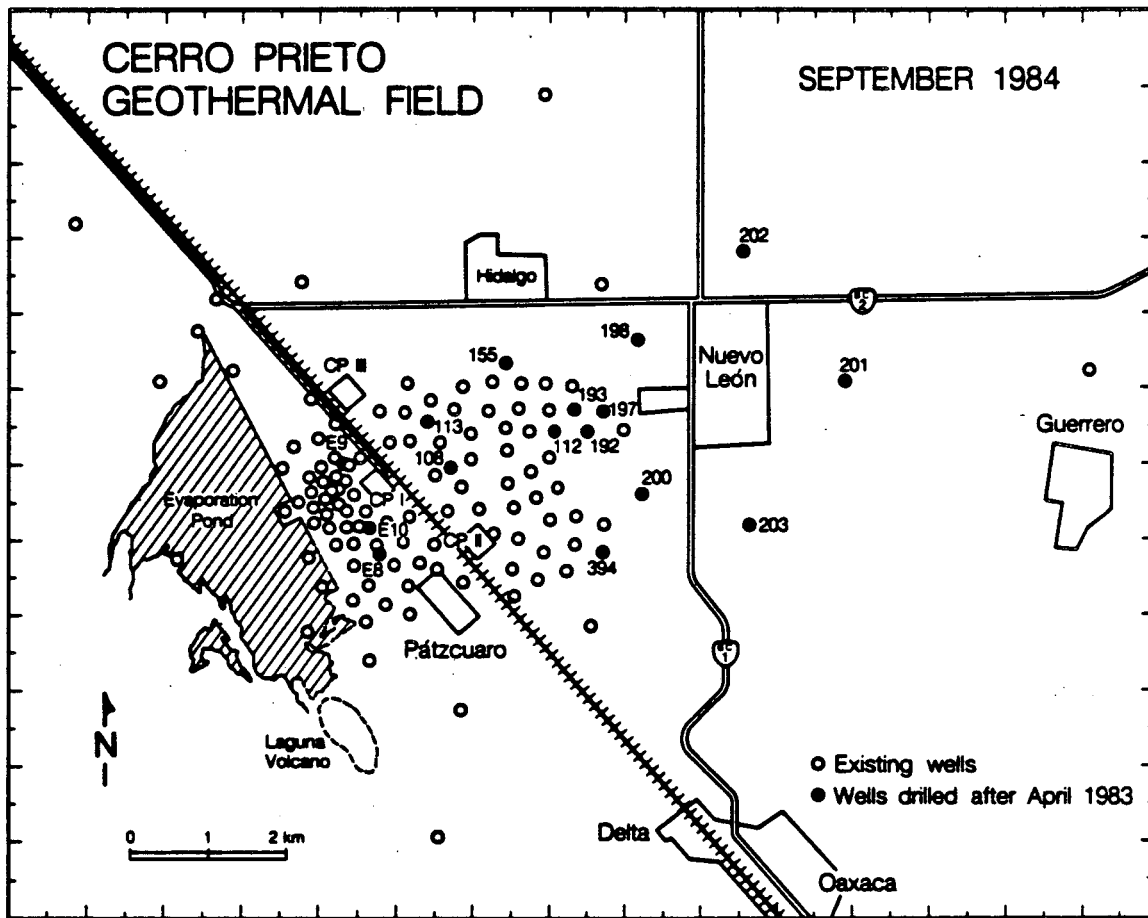 CERRO PRIETO
GEOTHERMAL FIELD
SEPTEMBER 1984
202
Hidalgo
BC
2
198
155
Nuevo
León
201
CP III
193
197
113
112
192
Guerrero
E9
108
200
Evaporation
Pond
CP I
E10
203
CP II
E8
394
Pátzcuaro
BC
1
N
Laguna
Volcano
Existing wells
Wells drilled after April 1983
0 1 2 km
Delta
Oaxaca